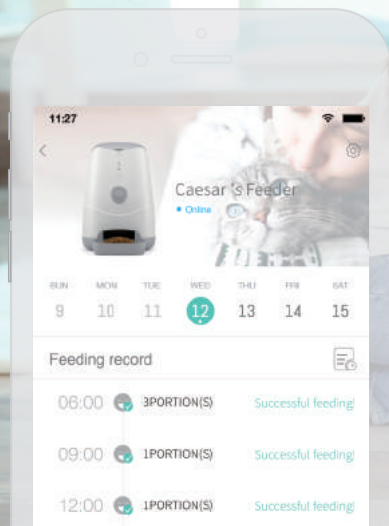 11:27
Caesar 's Feeder
Online
SUN MON TUE WED THU FRI SAT
9 10 11 12 13 14 15
Feeding record
06:00 3PORTION(S) Successful feeding!
09:00 1PORTION(S) Successful feeding!
12:00 1PORTION(S) Successful feeding!